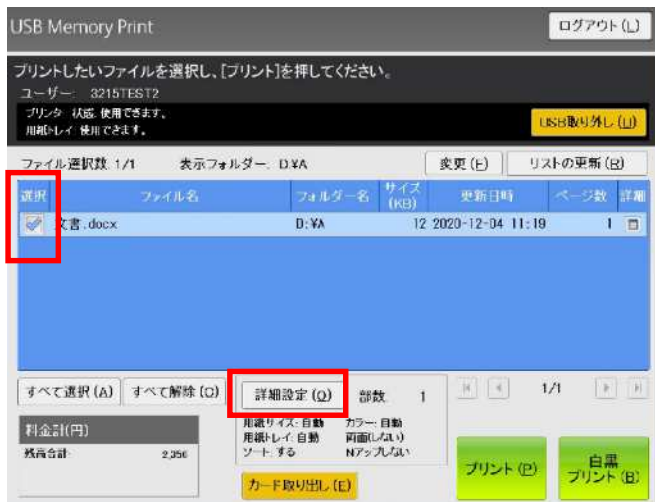 USB Memory Print ログアウト(L)
プリントしたいファイルを選択し、[プリント]を押してください。
ユーザー: 3215TEST2
プリンタ 状態: 使用できます。
用紙トレイ: 使用できます。
USB取り外し(U)
ファイル選択数: 1/1 表示フォルダー: D:¥A 変更(F) リストの更新(R)
選択 ファイル名 フォルダー名 サイズ(KB) 更新日時 ページ数 詳細
文書.docx D:¥A 12 2020-12-04 11:19 1
すべて選択(A) すべて解除(C) 詳細設定(O) 部数 1 1/1
用紙サイズ: 自動 カラー: 自動
用紙トレイ: 自動 両面(しない)
ソート: する Nアップ:しない
料金計(円)
残高合計: 2,356
カード取り出し(E)
プリント(P)
白黒
プリント(B)